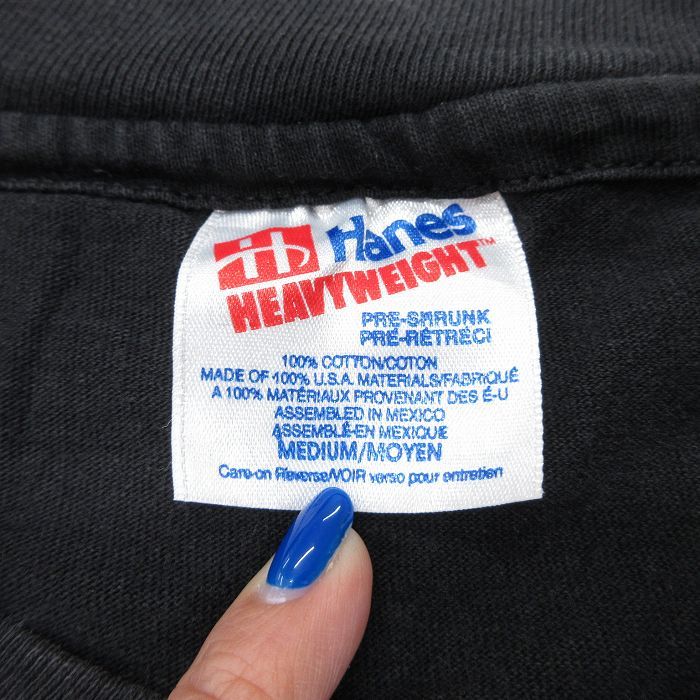 H Hanes
HEAVYWEIGHT™
PRE-SHRUNK
PRÉ-RÉTRÉCI
100% COTTON/COTON
MADE OF 100% U.S.A. MATERIALS/FABRIQUÉ
A 100% MATÉRIAUX PROVENANT DES É-U
ASSEMBLED IN MEXICO
ASSEMBLÉ-EN MEXIQUE
MEDIUM/MOYEN
Care on Reverse/VOIR verso pour entretien